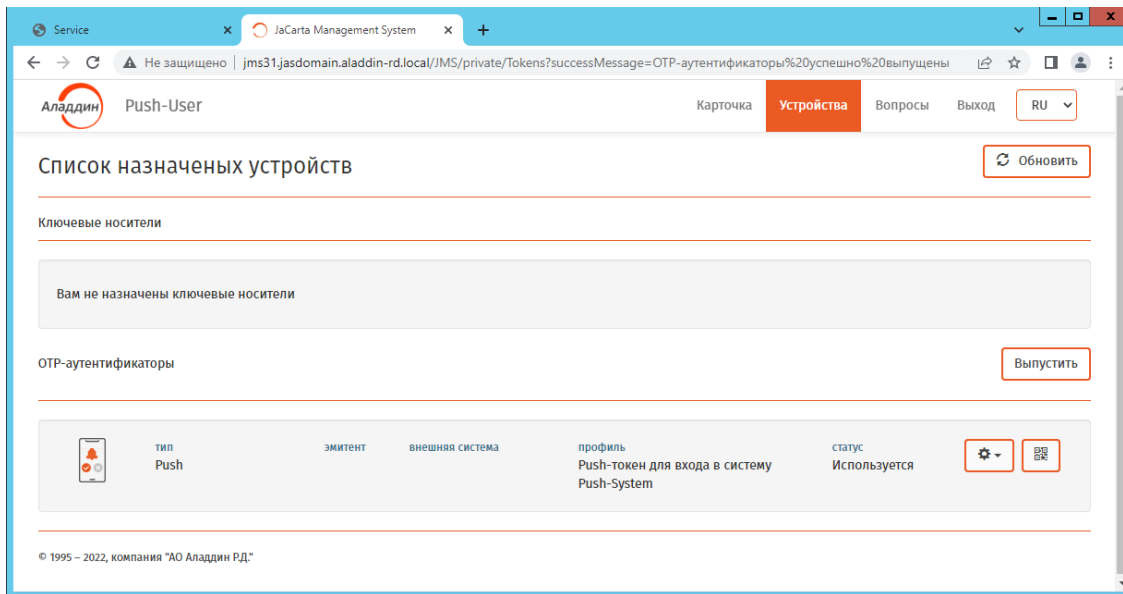 Service
JaCarta Management System
Не защищено | jms31.jasdomain.aladdin-rd.local/JMS/private/Tokens?successMessage=OTP-аутентификаторы%20успешно%20выпущены
Аладдин Push-User Карточка Устройства Вопросы Выход RU
Список назначеных устройств
Обновить
Ключевые носители
Вам не назначены ключевые носители
OTP-аутентификаторы
Выпустить
тип эмитент внешняя система профиль статус
Push Push-токен для входа в систему Используется
Push-System
© 1995 – 2022, компания "АО Аладдин Р.Д."